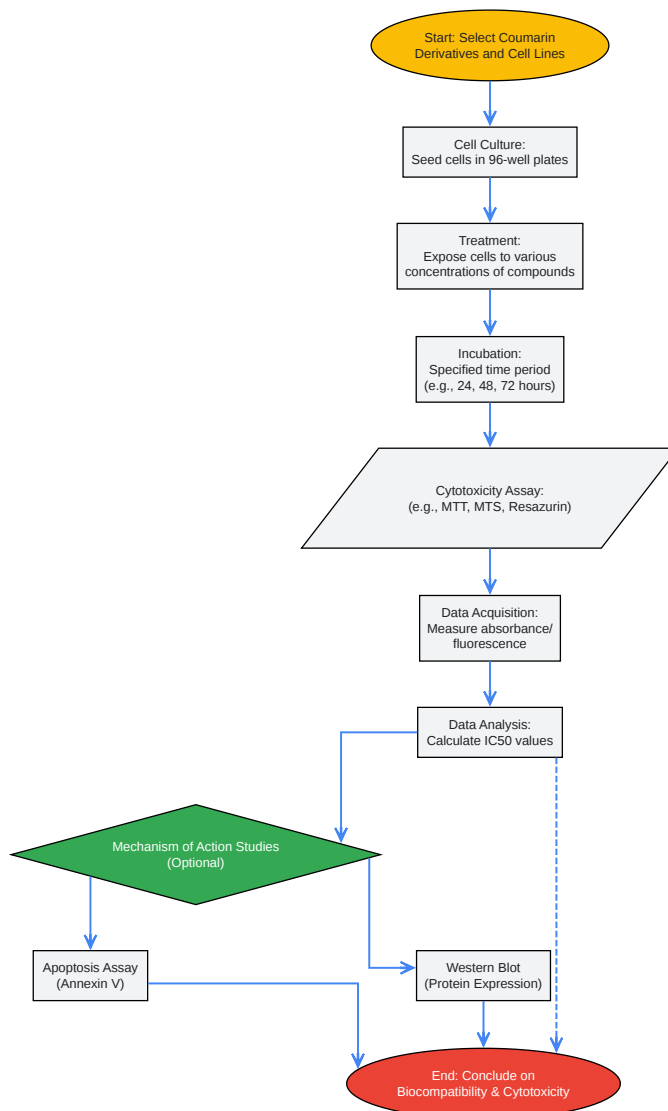 Start: Select Coumarin
Derivatives and Cell Lines
Cell Culture:
Seed cells in 96-well plates
Treatment:
Expose cells to various
concentrations of compounds
Incubation:
Specified time period
(e.g., 24, 48, 72 hours)
Cytotoxicity Assay:
(e.g., MTT, MTS, Resazurin)
Data Acquisition:
Measure absorbance/
fluorescence
Data Analysis:
Calculate IC50 values
Mechanism of Action Studies
(Optional)
Apoptosis Assay
(Annexin V)
Western Blot
(Protein Expression)
End: Conclude on
Biocompatibility & Cytotoxicity